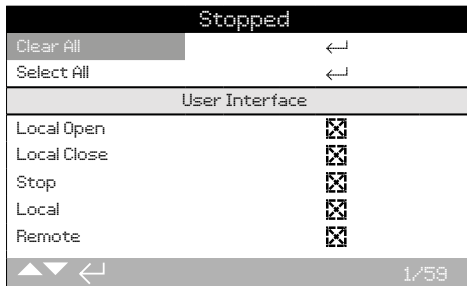 Stopped
Clear All
Select All
User Interface
Local Open
Local Close
Stop
Local
Remote
1/59